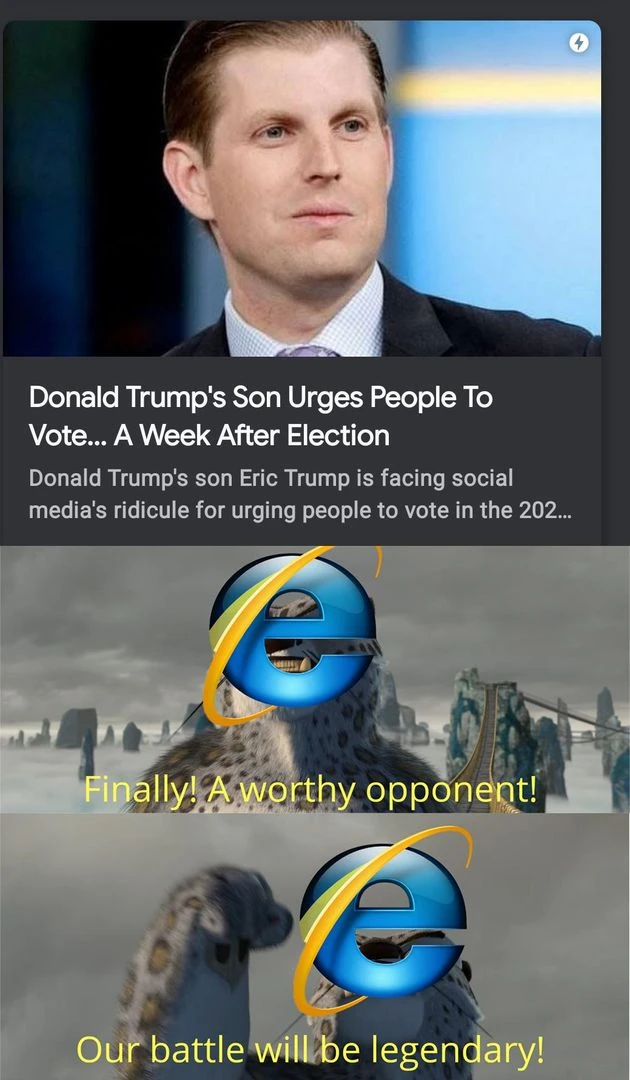 Donald Trump's Son Urges People To
Vote... A Week After Election
Donald Trump's son Eric Trump is facing social
media's ridicule for urging people to vote in the 202...
Finally! A worthy opponent!
Our battle will be legendary!